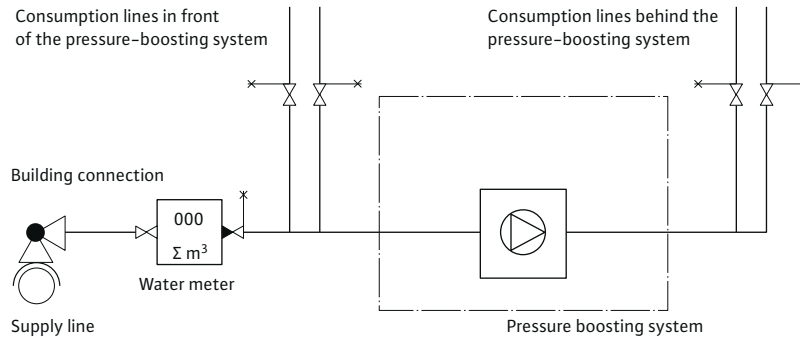 Consumption lines in front
of the pressure-boosting system
Consumption lines behind the
pressure-boosting system
Building connection
000
Σ m³
Water meter
Supply line
Pressure boosting system